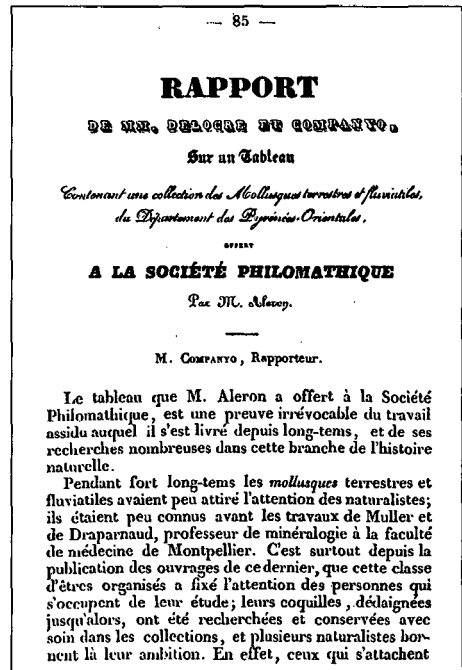 — 85 —
RAPPORT
DE MM. DELOCRE ET COMPANYO,
Sur un Tableau
Contenant une collection des Mollusques terrestres et fluviatiles,
du Département des Pyrénées-Orientales,
OFFERT
A LA SOCIÉTÉ PHILOMATHIQUE
Par M. Aleron.
M. COMPANYO, Rapporteur.
Le tableau que M. Aleron a offert à la Société
Philomathique, est une preuve irrévocable du travail
assidu auquel il s'est livré depuis long-tems, et de ses
recherches nombreuses dans cette branche de l'histoire
naturelle.
Pendant fort long-tems les mollusques terrestres et
fluviatiles avaient peu attiré l'attention des naturalistes;
ils étaient peu connus avant les travaux de Muller et
de Draparnaud, professeur de minéralogie à la faculté
de médecine de Montpellier. C'est surtout depuis la
publication des ouvrages de ce dernier, que cette classe
d'êtres organisés a fixé l'attention des personnes qui
s'occupent de leur étude; leurs coquilles, dédaignées
jusqu'alors, ont été recherchées et conservées avec
soin dans les collections, et plusieurs naturalistes bor-
nent là leur ambition. En effet, ceux qui s'attachent